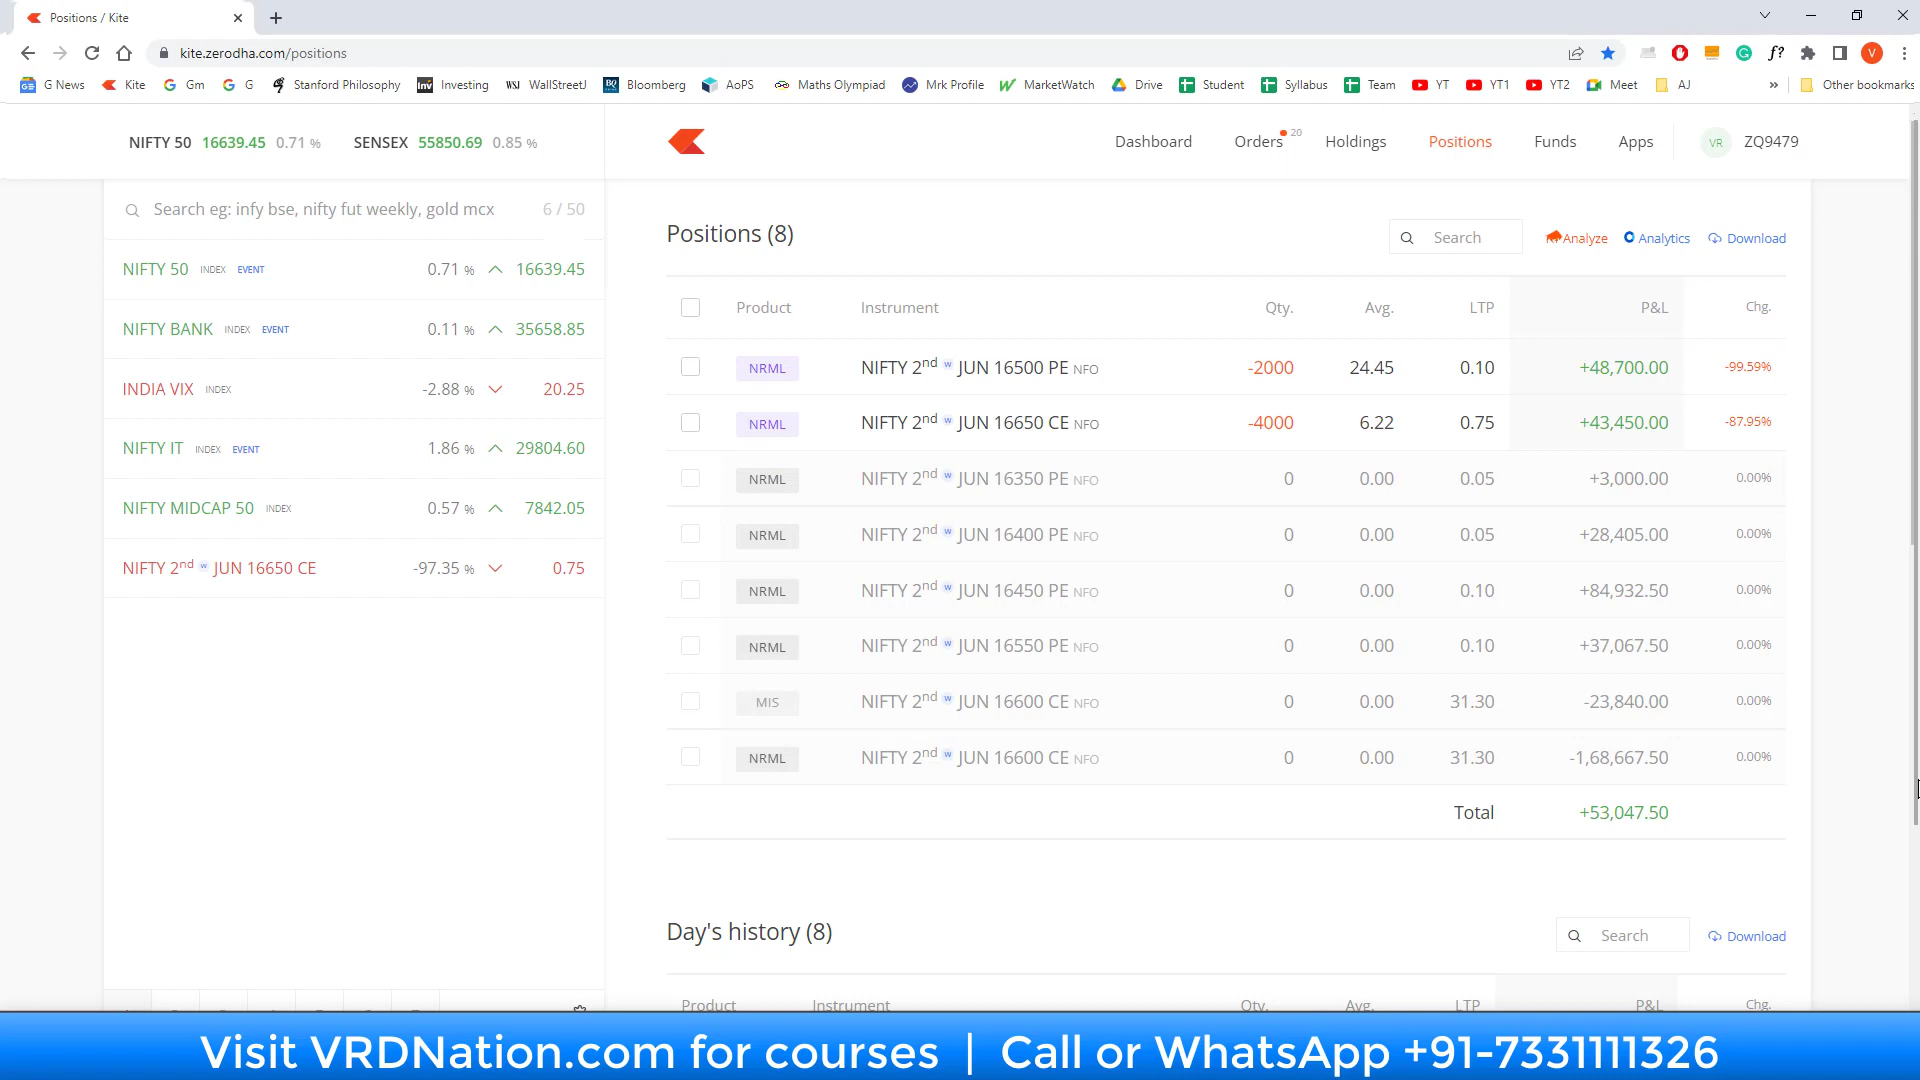 Positions / Kite
kite.zerodha.com/positions
G News Kite Gm G Stanford Philosophy Investing WallStreetJ Bloomberg AoPS Maths Olympiad Mrk Profile MarketWatch Drive Student Syllabus Team YT YT1 YT2 Meet AJ » Other bookmarks
NIFTY 50 16639.45 0.71 % SENSEX 55850.69 0.85 %
Dashboard Orders 20 Holdings Positions Funds Apps VR ZQ9479
Search eg: infy bse, nifty fut weekly, gold mcx 6 / 50
NIFTY 50 INDEX EVENT 0.71 % 16639.45
NIFTY BANK INDEX EVENT 0.11 % 35658.85
INDIA VIX INDEX -2.88 % 20.25
NIFTY IT INDEX EVENT 1.86 % 29804.60
NIFTY MIDCAP 50 INDEX 0.57 % 7842.05
NIFTY 2nd w JUN 16650 CE -97.35 % 0.75
Positions (8) Search Analyze Analytics Download
Product Instrument Qty. Avg. LTP P&L Chg.
NRML NIFTY 2nd w JUN 16500 PE NFO -2000 24.45 0.10 +48,700.00 -99.59%
NRML NIFTY 2nd w JUN 16650 CE NFO -4000 6.22 0.75 +43,450.00 -87.95%
NRML NIFTY 2nd w JUN 16350 PE NFO 0 0.00 0.05 +3,000.00 0.00%
NRML NIFTY 2nd w JUN 16400 PE NFO 0 0.00 0.05 +28,405.00 0.00%
NRML NIFTY 2nd w JUN 16450 PE NFO 0 0.00 0.10 +84,932.50 0.00%
NRML NIFTY 2nd w JUN 16550 PE NFO 0 0.00 0.10 +37,067.50 0.00%
MIS NIFTY 2nd w JUN 16600 CE NFO 0 0.00 31.30 -23,840.00 0.00%
NRML NIFTY 2nd w JUN 16600 CE NFO 0 0.00 31.30 -1,68,667.50 0.00%
Total +53,047.50
Day's history (8) Search Download
Product Instrument Qty. Avg. LTP P&L Chg.
Visit VRDNation.com for courses | Call or WhatsApp +91-7331111326